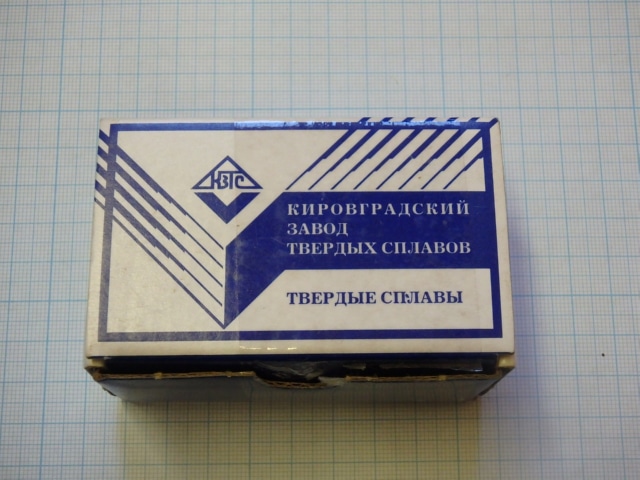 КЗТС
КИРОВГРАДСКИЙ
ЗАВОД
ТВЕРДЫХ СПЛАВОВ
ТВЕРДЫЕ СПЛАВЫ